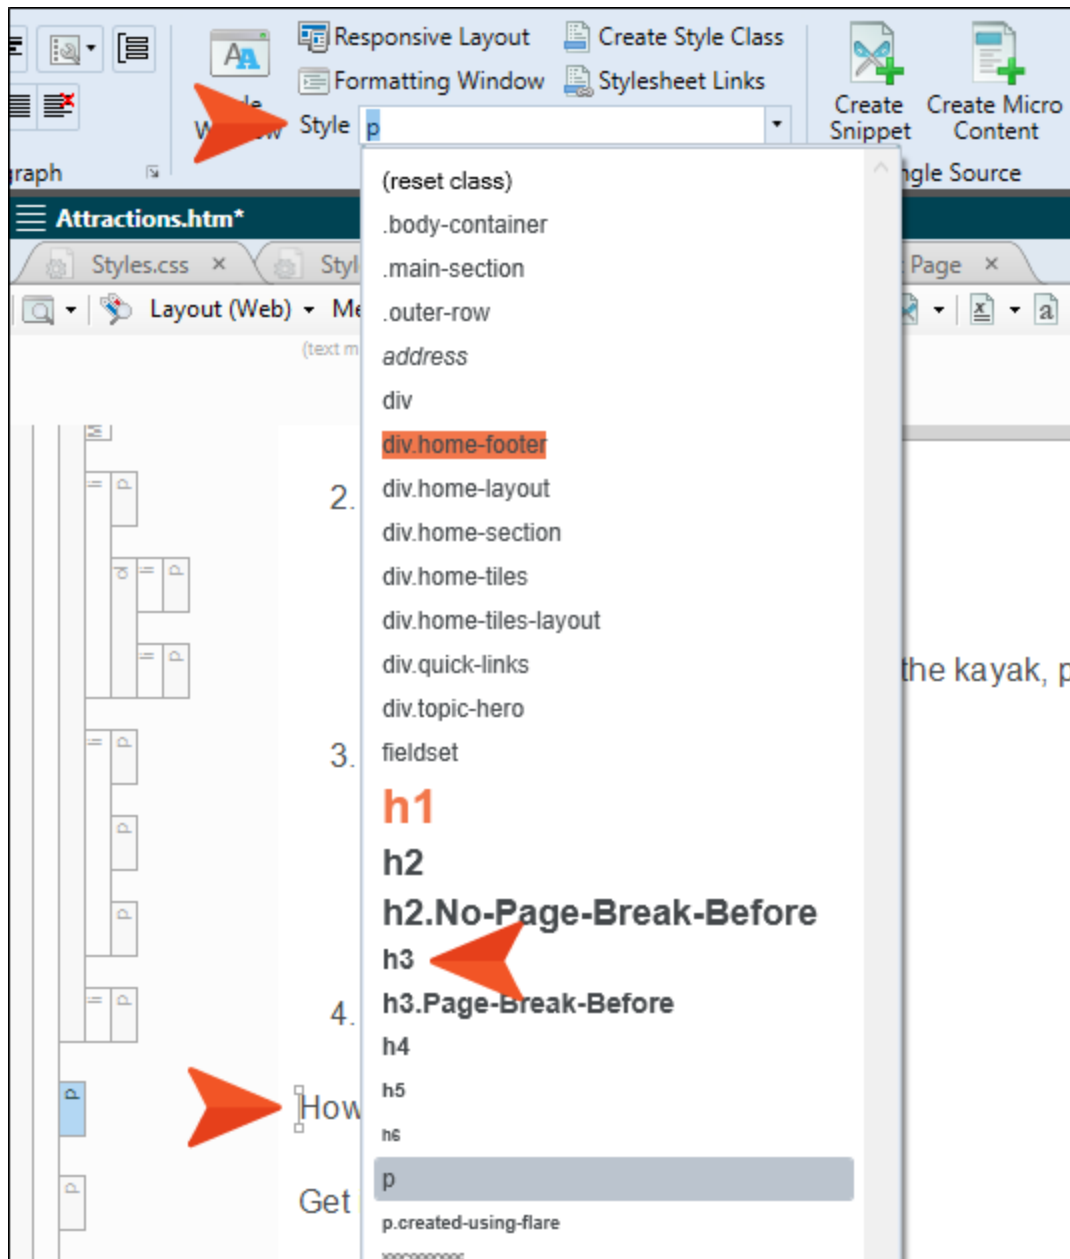 Responsive Layout
Create Style Class
Formatting Window
Stylesheet Links
Style p
Create Snippet
Create Micro Content
Attractions.htm*
Styles.css ×
Page ×
Layout (Web)
(reset class)
.body-container
.main-section
.outer-row
address
div
div.home-footer
div.home-layout
div.home-section
div.home-tiles
div.home-tiles-layout
div.quick-links
div.topic-hero
fieldset
h1
h2
h2.No-Page-Break-Before
h3
h3.Page-Break-Before
h4
h5
h6
p
p.created-using-flare
2.
the kayak,
3.
4.
How
Get